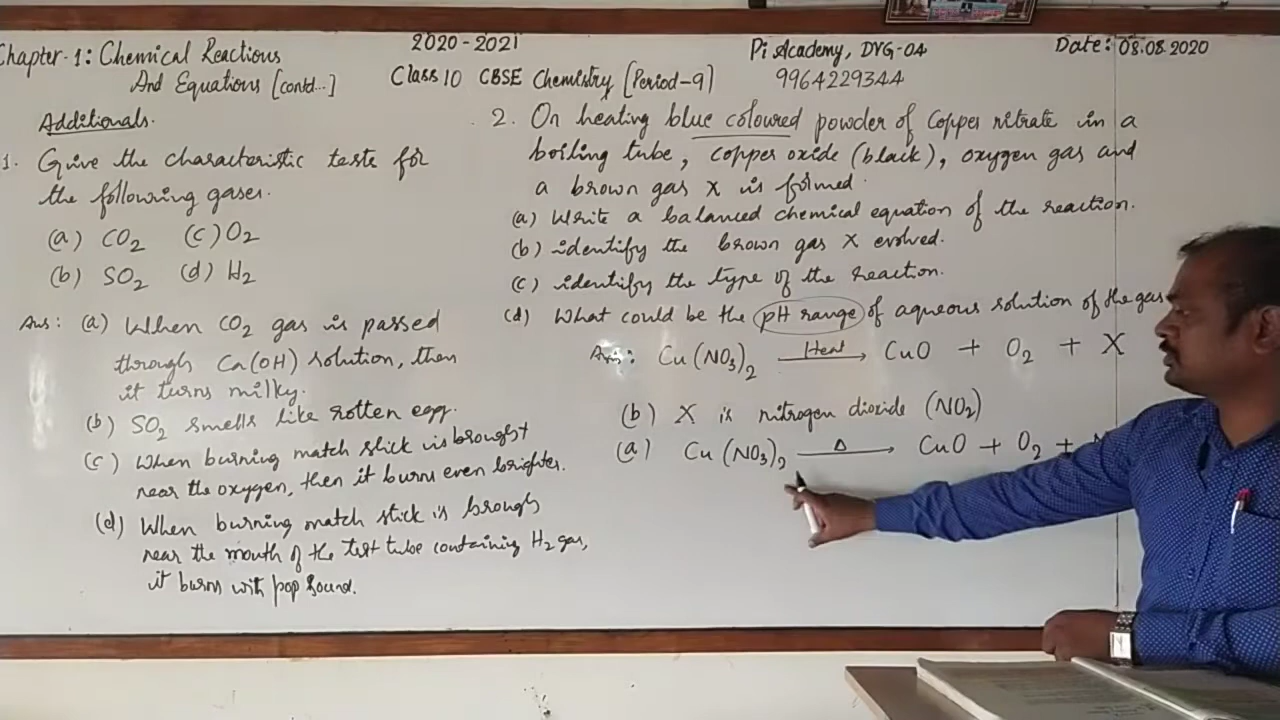 Chapter-1: Chemical Reactions
And Equations [contd...]
2020-2021
Class 10 CBSE Chemistry [Period-9]
Pi Academy, DVG-04
9964229344
Date: 08.08.2020
Additionals.
1. Give the characteristic tests for
the following gases.
(a) CO₂ (c) O₂
(b) SO₂ (d) H₂
Ans: (a) When CO₂ gas is passed
through Ca(OH) solution, then
it turns milky.
(b) SO₂ smells like rotten egg.
(c) When burning match stick is brought
near the oxygen, then it burns even brighter.
(d) When burning match stick is brough
near the mouth of the test tube containing H₂ gas,
it burns with pop sound.
2. On heating blue coloured powder of Copper nitrate in a
boiling tube, copper oxide (black), oxygen gas and
a brown gas X is formed.
(a) Write a balanced chemical equation of the reaction.
(b) identify the brown gas X evolved.
(c) identify the type of the reaction.
(d) What could be the pH range of aqueous solution of the gas
Ans: Cu(NO₃)₂ —Heat→ CuO + O₂ + X
(b) X is nitrogen dioxide (NO₂)
(a) Cu(NO₃)₂ —Δ→ CuO + O₂ +